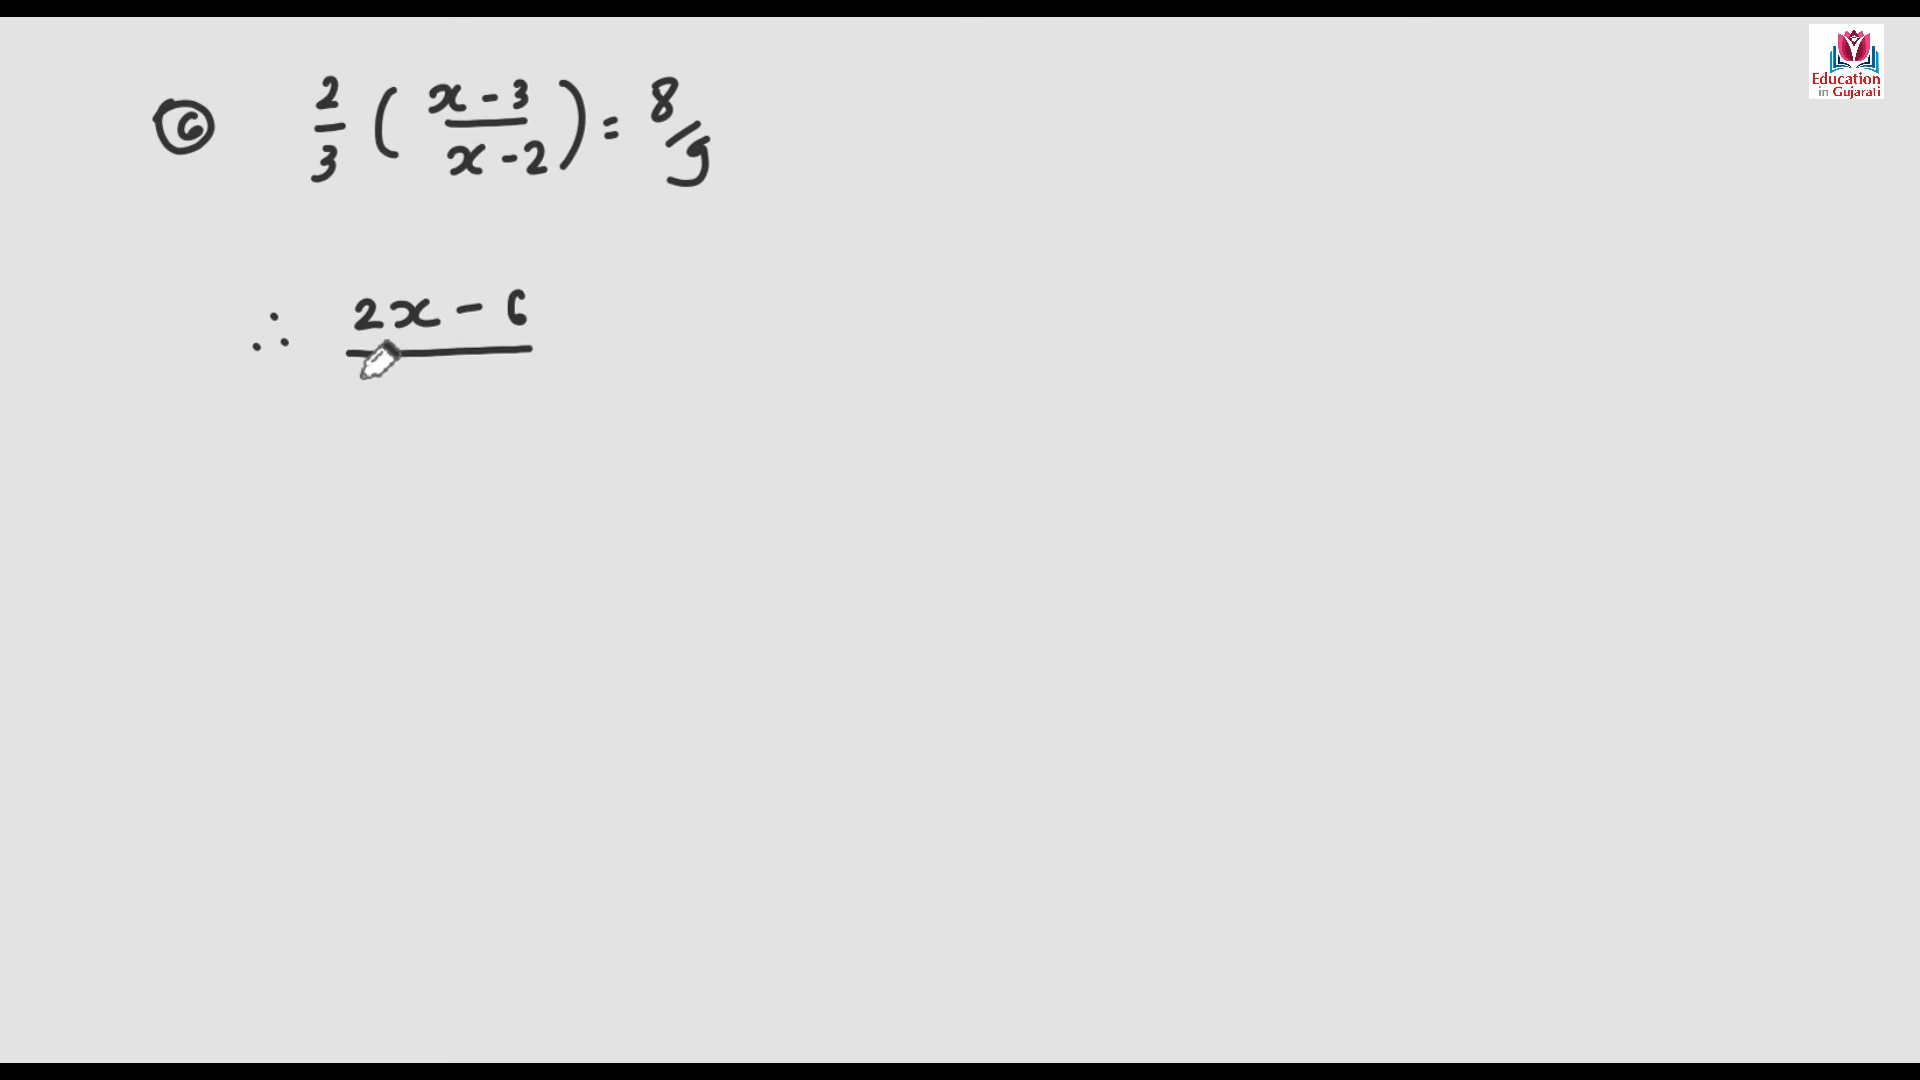 Education
in Gujarati
⑥ 2/3 ( x - 3 / x - 2 ) = 8/9
∴ 2x - 6